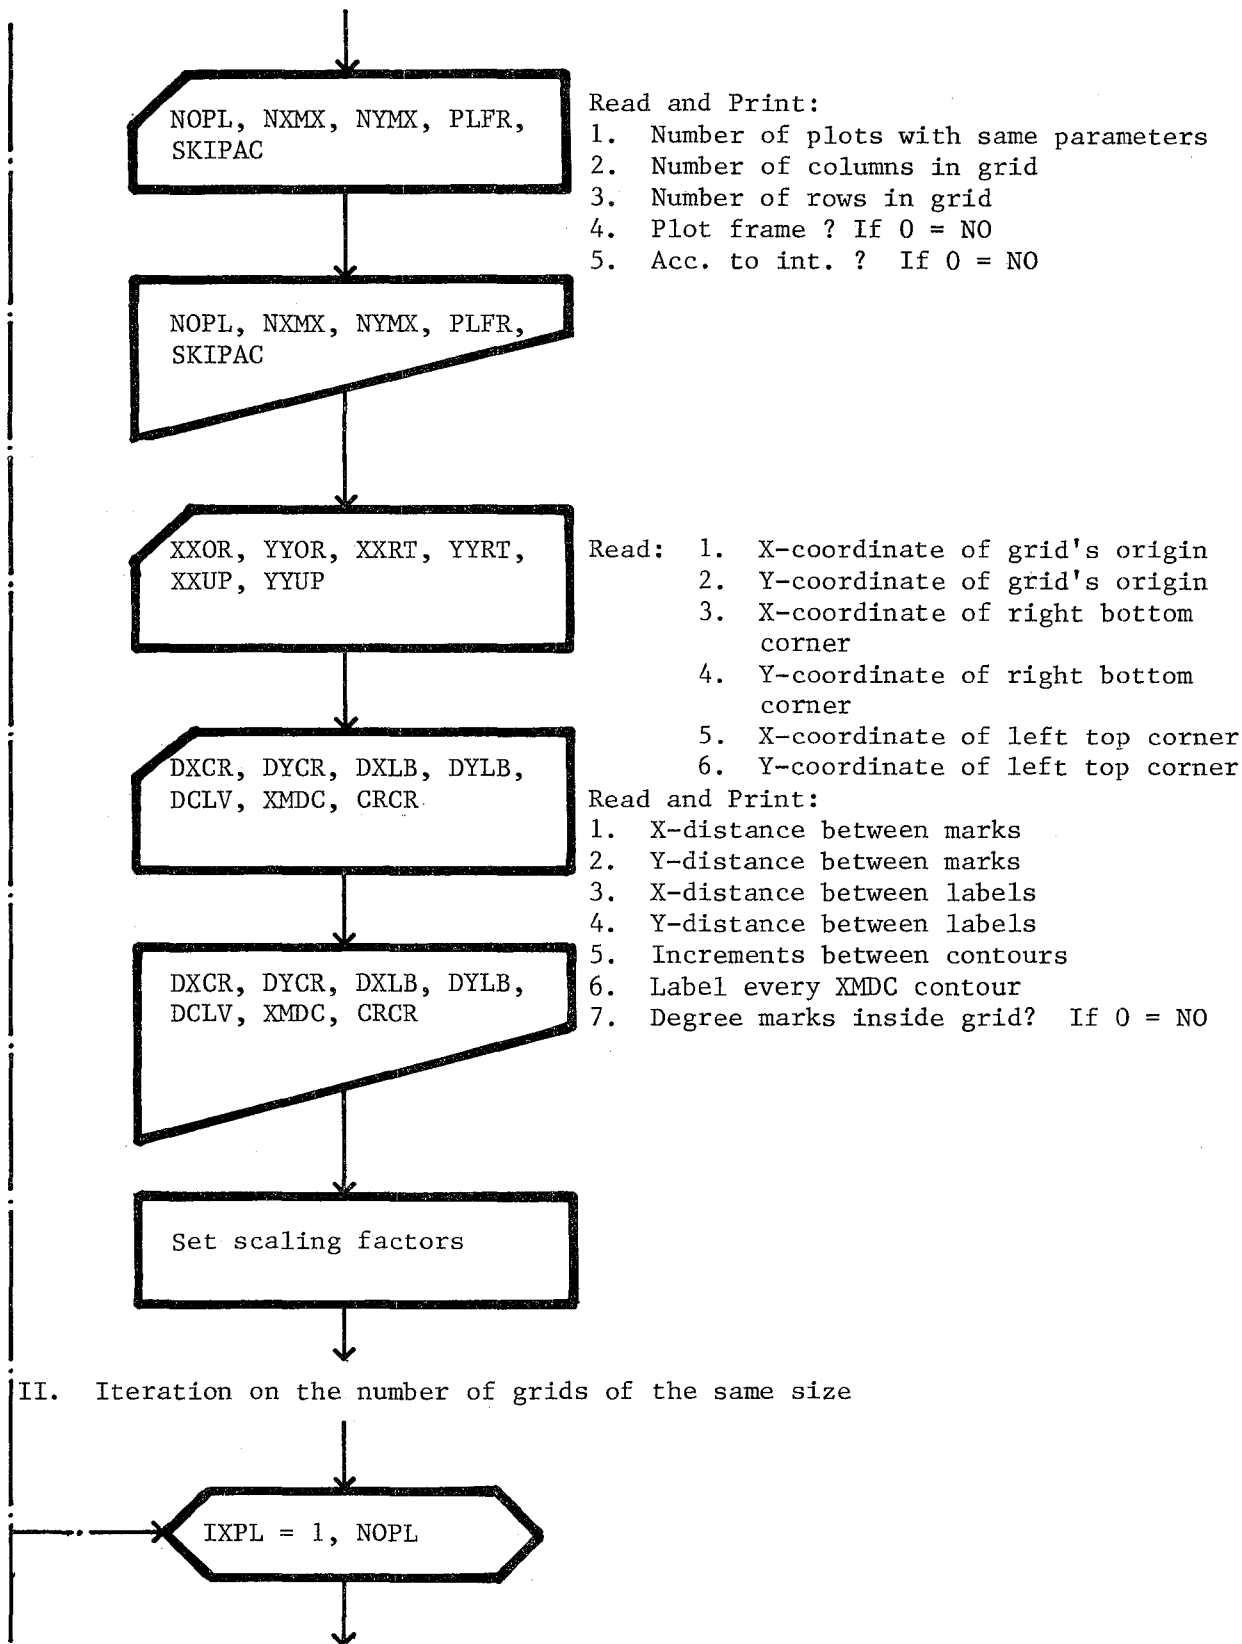 NOPL, NXMX, NYMX, PLFR,
SKIPAC
Read and Print:
1. Number of plots with same parameters
2. Number of columns in grid
3. Number of rows in grid
4. Plot frame ? If 0 = NO
5. Acc. to int. ? If 0 = NO
NOPL, NXMX, NYMX, PLFR,
SKIPAC
XXOR, YYOR, XXRT, YYRT,
XXUP, YYUP
Read: 1. X-coordinate of grid's origin
2. Y-coordinate of grid's origin
3. X-coordinate of right bottom
corner
4. Y-coordinate of right bottom
corner
5. X-coordinate of left top corner
6. Y-coordinate of left top corner
DXCR, DYCR, DXLB, DYLB,
DCLV, XMDC, CRCR
Read and Print:
1. X-distance between marks
2. Y-distance between marks
3. X-distance between labels
4. Y-distance between labels
5. Increments between contours
6. Label every XMDC contour
7. Degree marks inside grid? If 0 = NO
DXCR, DYCR, DXLB, DYLB,
DCLV, XMDC, CRCR
Set scaling factors
II. Iteration on the number of grids of the same size
IXPL = 1, NOPL